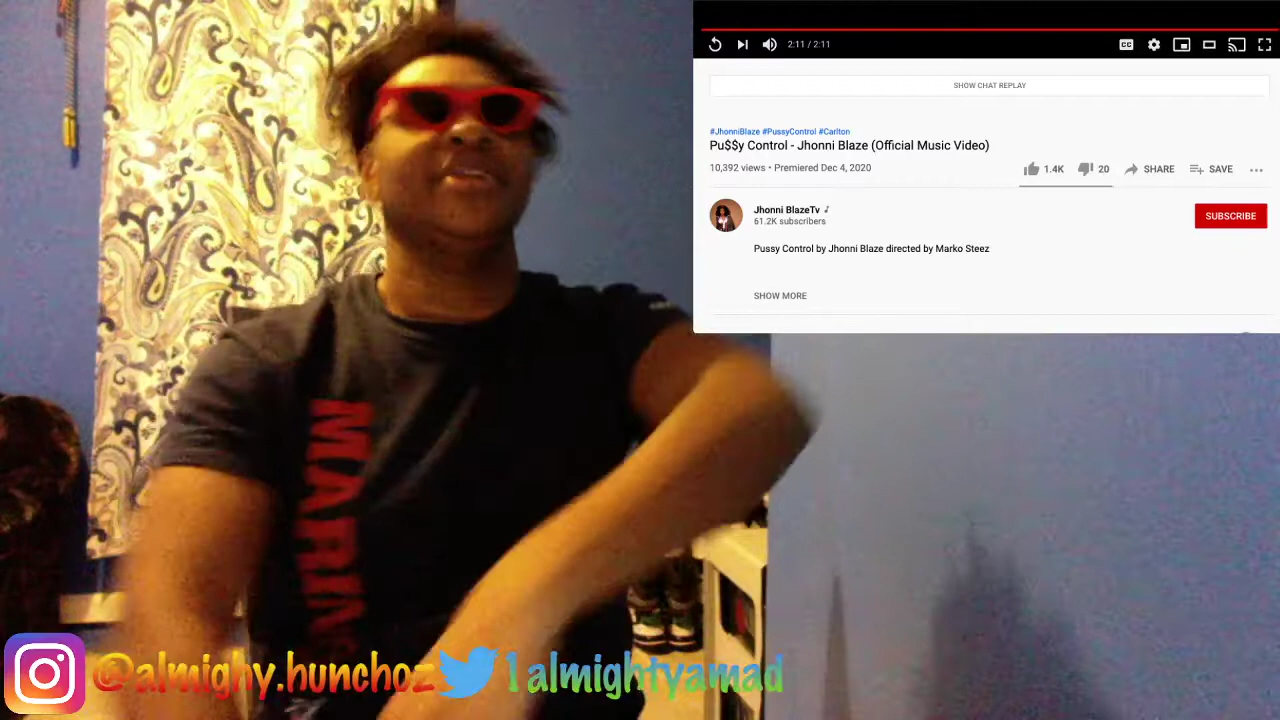 2:11 / 2:11
CC
SHOW CHAT REPLAY
#JhonniBlaze #PussyControl #Carlton
Pu$$y Control - Jhonni Blaze (Official Music Video)
10,392 views • Premiered Dec 4, 2020
1.4K
20
SHARE
SAVE
Jhonni BlazeTv
61.2K subscribers
SUBSCRIBE
Pussy Control by Jhonni Blaze directed by Marko Steez
SHOW MORE
@almighy.hunchoz
1almightyamad